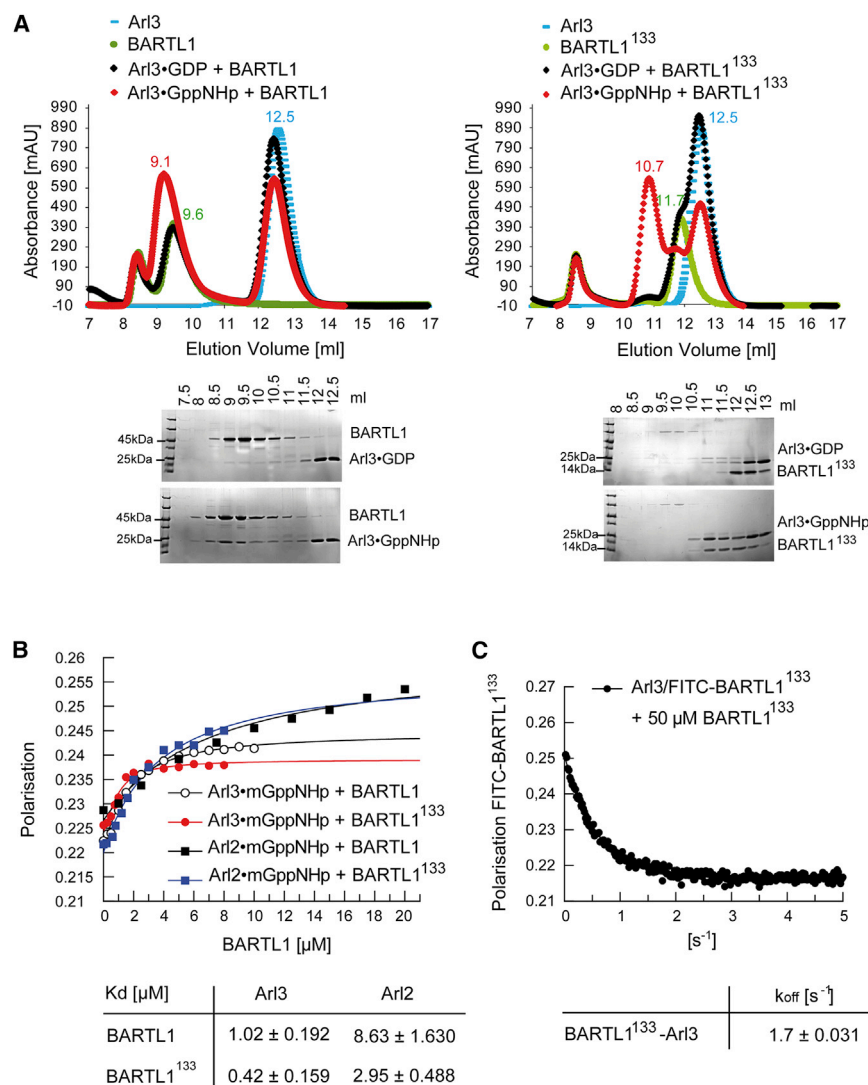 A
Arl3
BARTL1
Arl3•GDP + BARTL1
Arl3•GppNHp + BARTL1
990
890
790
690
590
490
390
290
190
90
-10
Absorbance [mAU]
9.1
9.6
12.5
7 8 9 10 11 12 13 14 15 16 17
Elution Volume [ml]
7.5 8 8.5 9 9.5 10 10.5 11 11.5 12 12.5 ml
45kDa
25kDa
BARTL1
Arl3•GDP
45kDa
25kDa
BARTL1
Arl3•GppNHp
Arl3
BARTL1¹³³
Arl3•GDP + BARTL1¹³³
Arl3•GppNHp + BARTL1¹³³
990
890
790
690
590
490
390
290
190
90
-10
Absorbance [mAU]
10.7
11.7
12.5
7 8 9 10 11 12 13 14 15 16 17
Elution Volume [ml]
8 8.5 9 9.5 10 10.5 11 11.5 12 12.5 13 ml
25kDa
14kDa
Arl3•GDP
BARTL1¹³³
25kDa
14kDa
Arl3•GppNHp
BARTL1¹³³
B
0.26
0.255
0.25
0.245
0.24
0.235
0.23
0.225
0.22
0.215
0.21
Polarisation
Arl3•mGppNHp + BARTL1
Arl3•mGppNHp + BARTL1¹³³
Arl2•mGppNHp + BARTL1
Arl2•mGppNHp + BARTL1¹³³
0 2 4 6 8 10 12 14 16 18 20
BARTL1 [µM]
Kd [µM] Arl3 Arl2
BARTL1 1.02 ± 0.192 8.63 ± 1.630
BARTL1¹³³ 0.42 ± 0.159 2.95 ± 0.488
C
0.27
0.26
0.25
0.24
0.23
0.22
0.21
Polarisation FITC-BARTL1¹³³
Arl3/FITC-BARTL1¹³³
+ 50 µM BARTL1¹³³
0 1 2 3 4 5
[s⁻¹]
koff [s⁻¹]
BARTL1¹³³-Arl3 1.7 ± 0.031